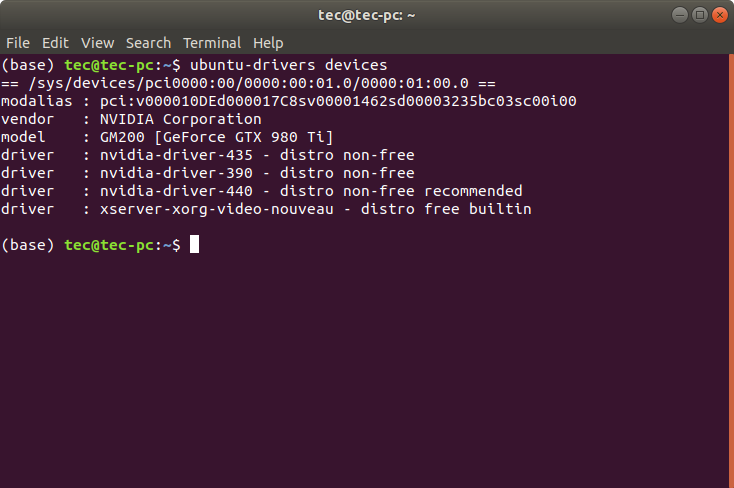 tec@tec-pc: ~
File Edit View Search Terminal Help
(base) tec@tec-pc:~$ ubuntu-drivers devices
== /sys/devices/pci0000:00/0000:00:01.0/0000:01:00.0 ==
modalias : pci:v000010DEd000017C8sv00001462sd00003235bc03sc00i00
vendor   : NVIDIA Corporation
model    : GM200 [GeForce GTX 980 Ti]
driver   : nvidia-driver-435 - distro non-free
driver   : nvidia-driver-390 - distro non-free
driver   : nvidia-driver-440 - distro non-free recommended
driver   : xserver-xorg-video-nouveau - distro free builtin
(base) tec@tec-pc:~$